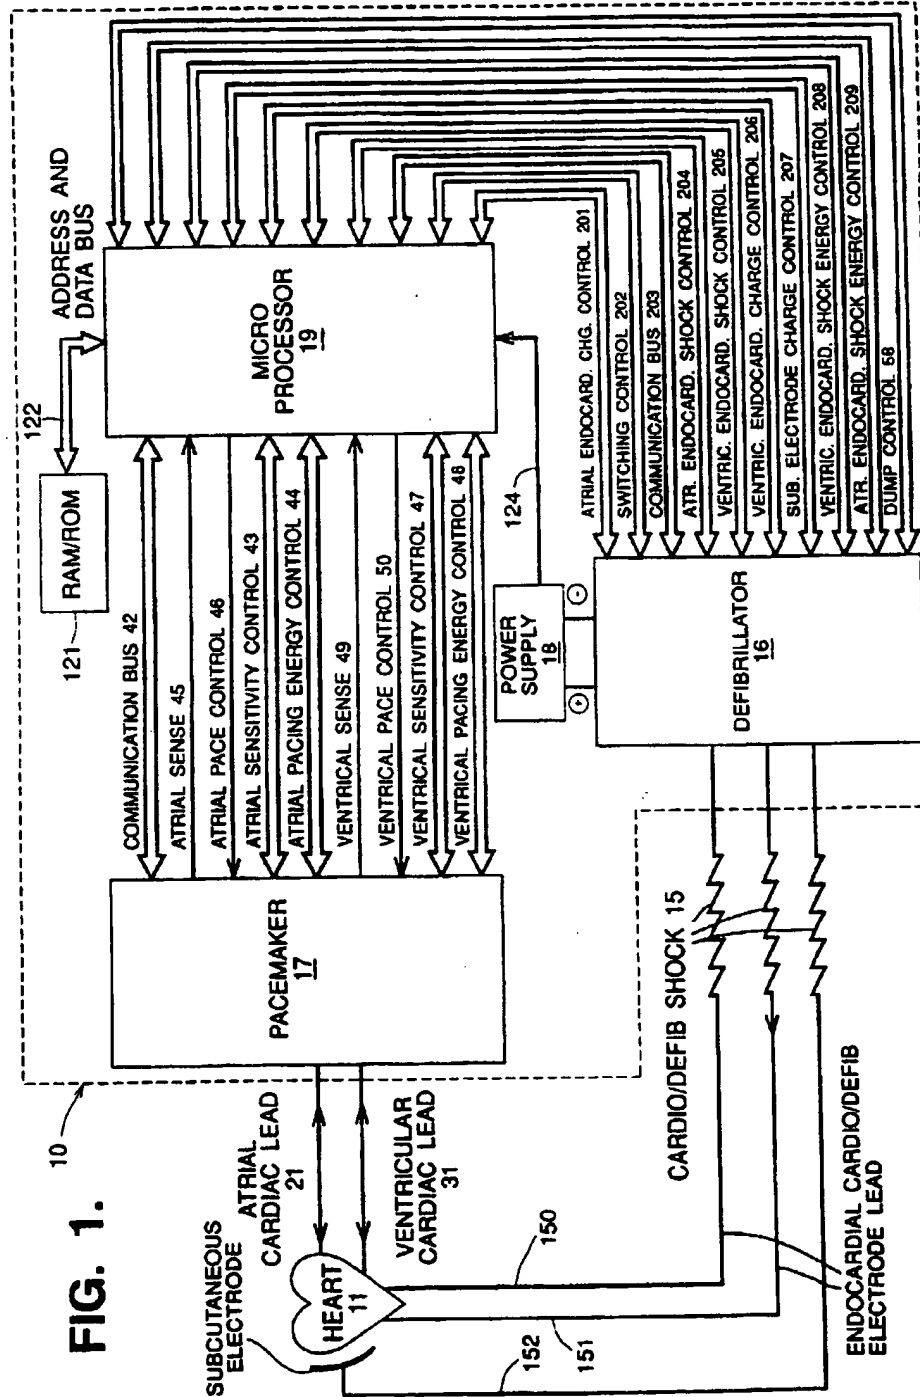 FIG. 1.
10
SUBCUTANEOUS
ELECTRODE
HEART
11
ATRIAL
CARDIAC LEAD
21
VENTRICULAR
CARDIAC LEAD
31
PACEMAKER
17
COMMUNICATION BUS 42
ATRIAL SENSE 45
ATRIAL PACE CONTROL 46
ATRIAL SENSITIVITY CONTROL 43
ATRIAL PACING ENERGY CONTROL 44
VENTRICAL SENSE 49
VENTRICAL PACE CONTROL 50
VENTRICAL SENSITIVITY CONTROL 47
VENTRICAL PACING ENERGY CONTROL 48
RAM/ROM
121
122
ADDRESS AND
DATA BUS
MICRO
PROCESSOR
19
124
POWER
SUPPLY
18
+
-
DEFIBRILLATOR
16
ATRIAL ENDOCARD. CHG. CONTROL 201
SWITCHING CONTROL 202
COMMUNICATION BUS 203
ATR. ENDOCARD. SHOCK CONTROL 204
VENTRIC. ENDOCARD. SHOCK CONTROL 205
VENTRIC. ENDOCARD. CHARGE CONTROL 206
SUB. ELECTRODE CHARGE CONTROL 207
VENTRIC. ENDOCARD. SHOCK ENERGY CONTROL 208
ATR. ENDOCARD. SHOCK ENERGY CONTROL 209
DUMP CONTROL 58
CARDIO/DEFIB SHOCK 15
150
151
152
ENDOCARDIAL CARDIO/DEFIB
ELECTRODE LEAD